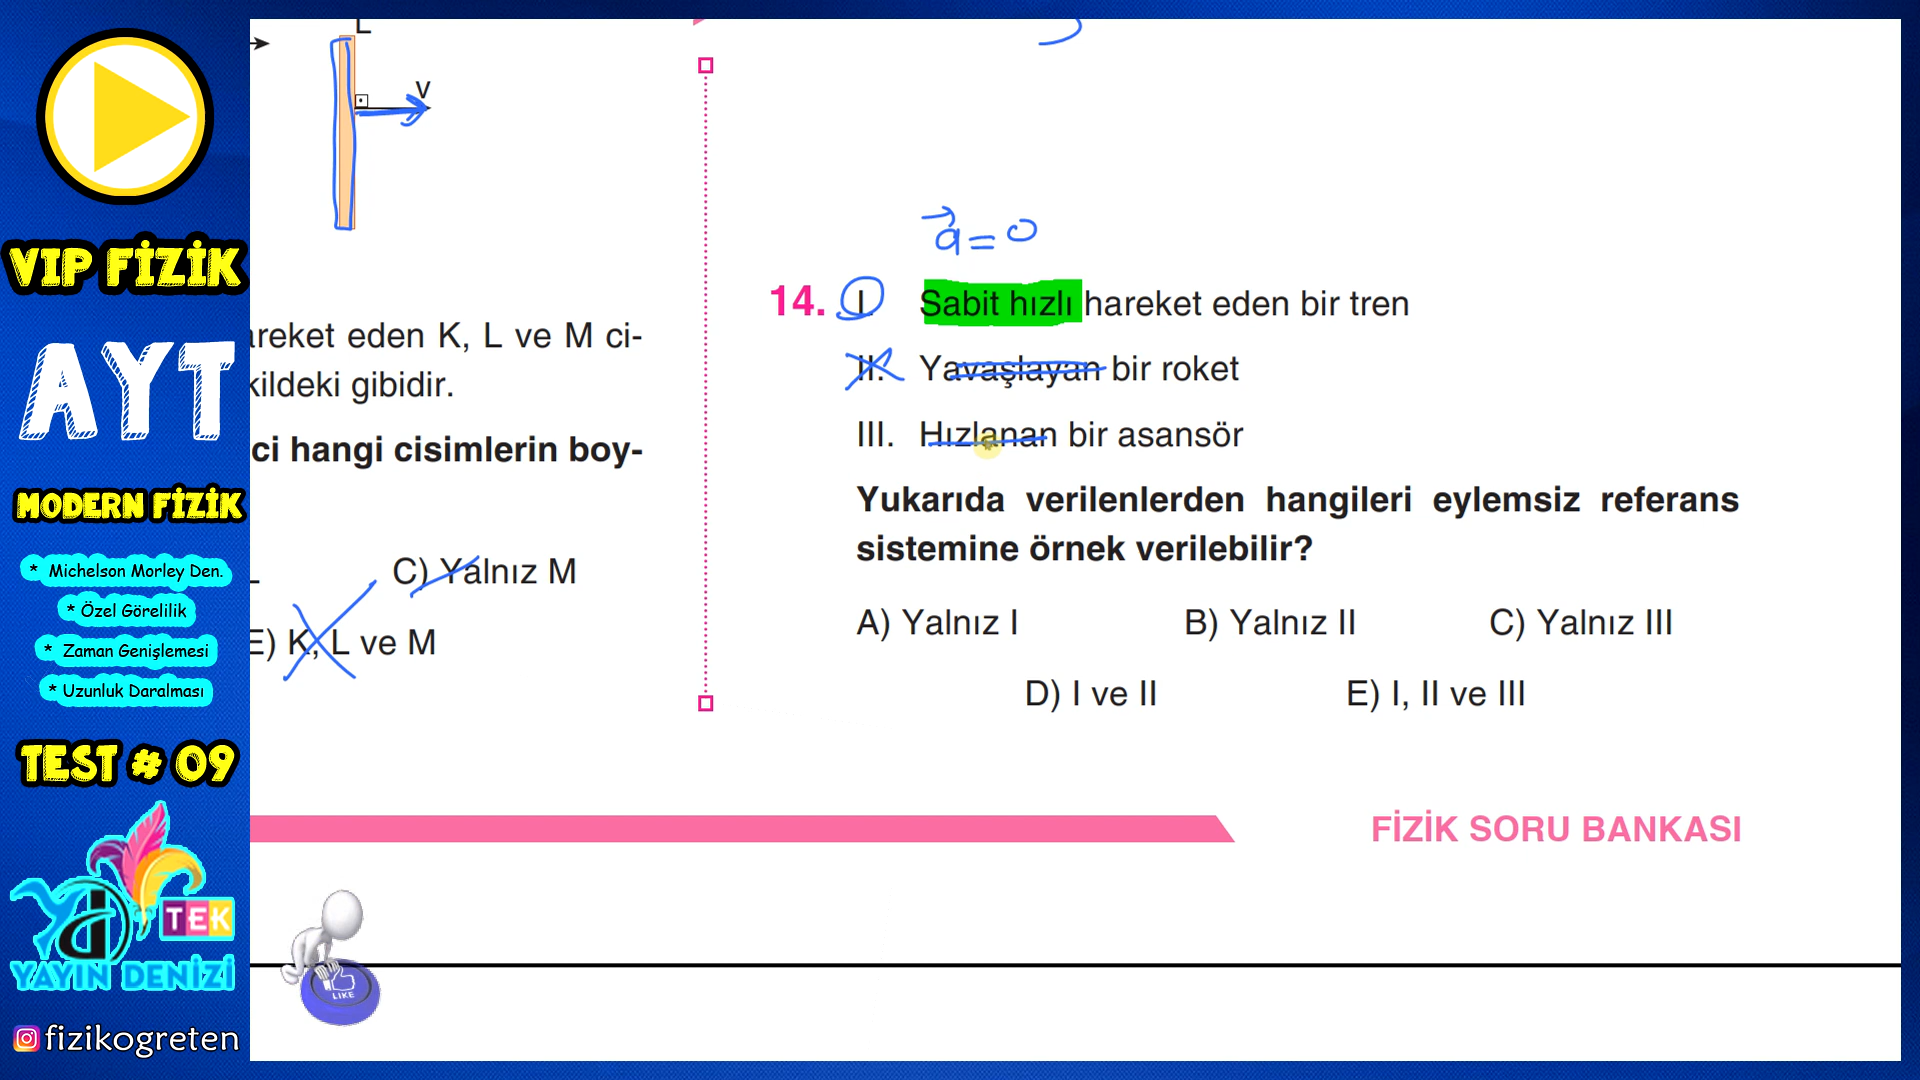 VIP FİZİK
AYT
MODERN FİZİK
* Michelson Morley Den.
* Özel Görelilik
* Zaman Genişlemesi
* Uzunluk Daralması
TEST # 09
TEK
YAYIN DENİZİ
fizikogreten
L
v
areket eden K, L ve M ci-
kildeki gibidir.
ci hangi cisimlerin boy-
C) Yalnız M
E) K, L ve M
a = 0
14. I. Sabit hızlı hareket eden bir tren
II. Yavaşlayan bir roket
III. Hızlanan bir asansör
Yukarıda verilenlerden hangileri eylemsiz referans
sistemine örnek verilebilir?
A) Yalnız I B) Yalnız II C) Yalnız III
D) I ve II E) I, II ve III
FİZİK SORU BANKASI
LIKE